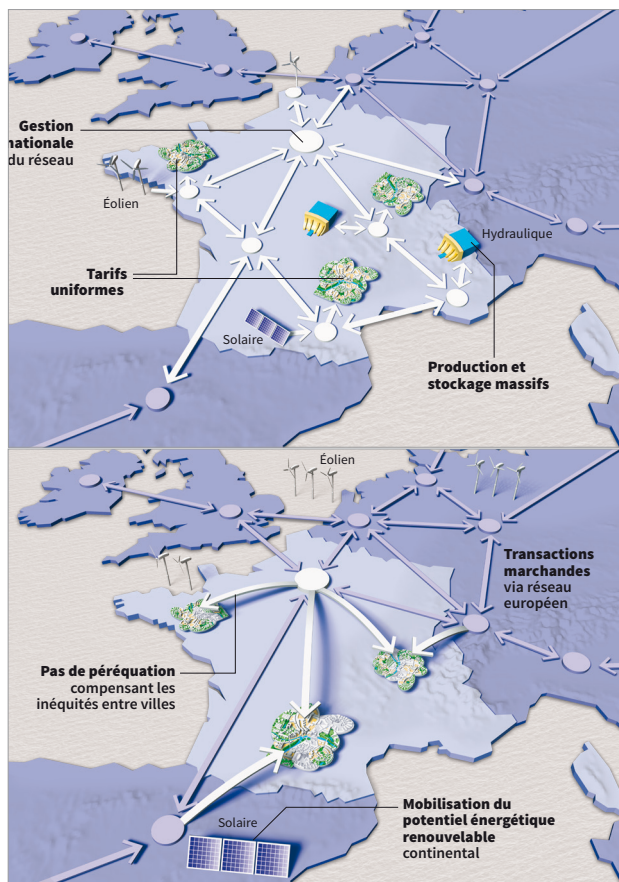 Gestion
nationale
du réseau
Éolien
Hydraulique
Tarifs
uniformes
Solaire
Production et
stockage massifs
Éolien
Transactions
marchandes
via réseau
européen
Pas de péréquation
compensant les
inéquités entre villes
Solaire
Mobilisation du
potentiel énergétique
renouvelable
continental